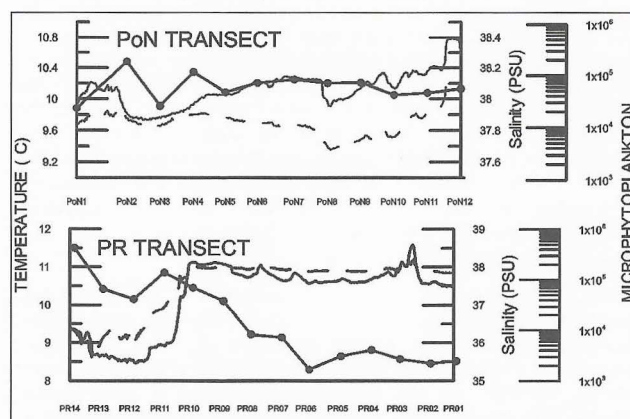 PoN TRANSECT
10.8
10.4
10
9.6
9.2
38.4
38.2
38
37.8
37.6
Salinity (PSU)
1x10⁶
1x10⁵
1x10⁴
1x10³
PoN1 PoN2 PoN3 PoN4 PoN5 PoN6 PoN7 PoN8 PoN9 PoN10 PoN11 PoN12
TEMPERATURE ( C)
MICROPHYTOPLANKTON
PR TRANSECT
12
11
10
9
8
39
38
37
36
35
Salinity (PSU)
1x10⁶
1x10⁵
1x10⁴
1x10³
PR14 PR13 PR12 PR11 PR10 PR09 PR08 PR07 PR06 PR05 PR04 PR03 PR02 PR01